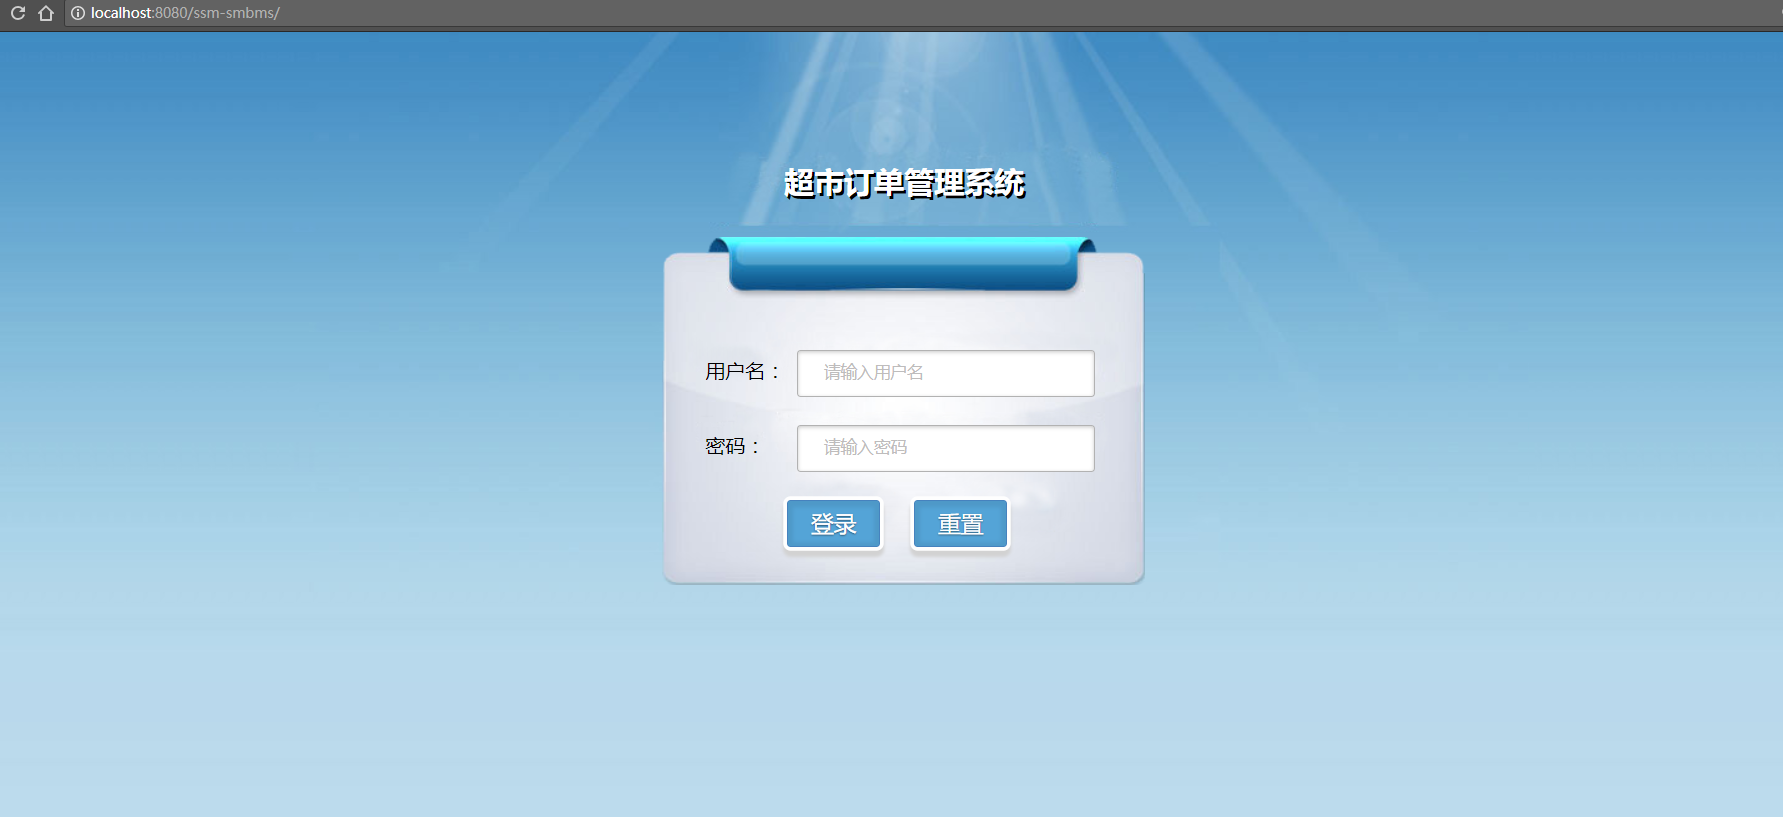 localhost:8080/ssm-smbms/
超市订单管理系统
用户名： 请输入用户名
密码： 请输入密码
登录 重置